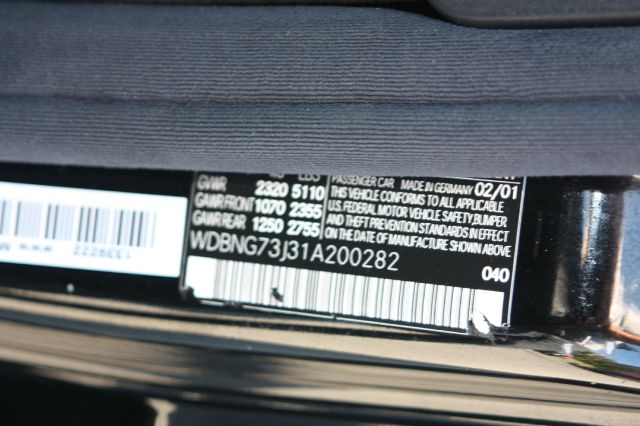 GVWR 2320 5110
GAWR FRONT 1070 2355
GAWR REAR 1250 2755
PASSENGER CAR MADE IN GERMANY 02/01
THIS VEHICLE CONFORMS TO ALL APPLICABLE
U.S. FEDERAL MOTOR VEHICLE SAFETY, BUMPER
AND THEFT PREVENTION STANDARDS IN EFFECT
ON THE DATE OF MANUFACTURE SHOWN ABOVE
WDBNG73J31A200282
040
1339222